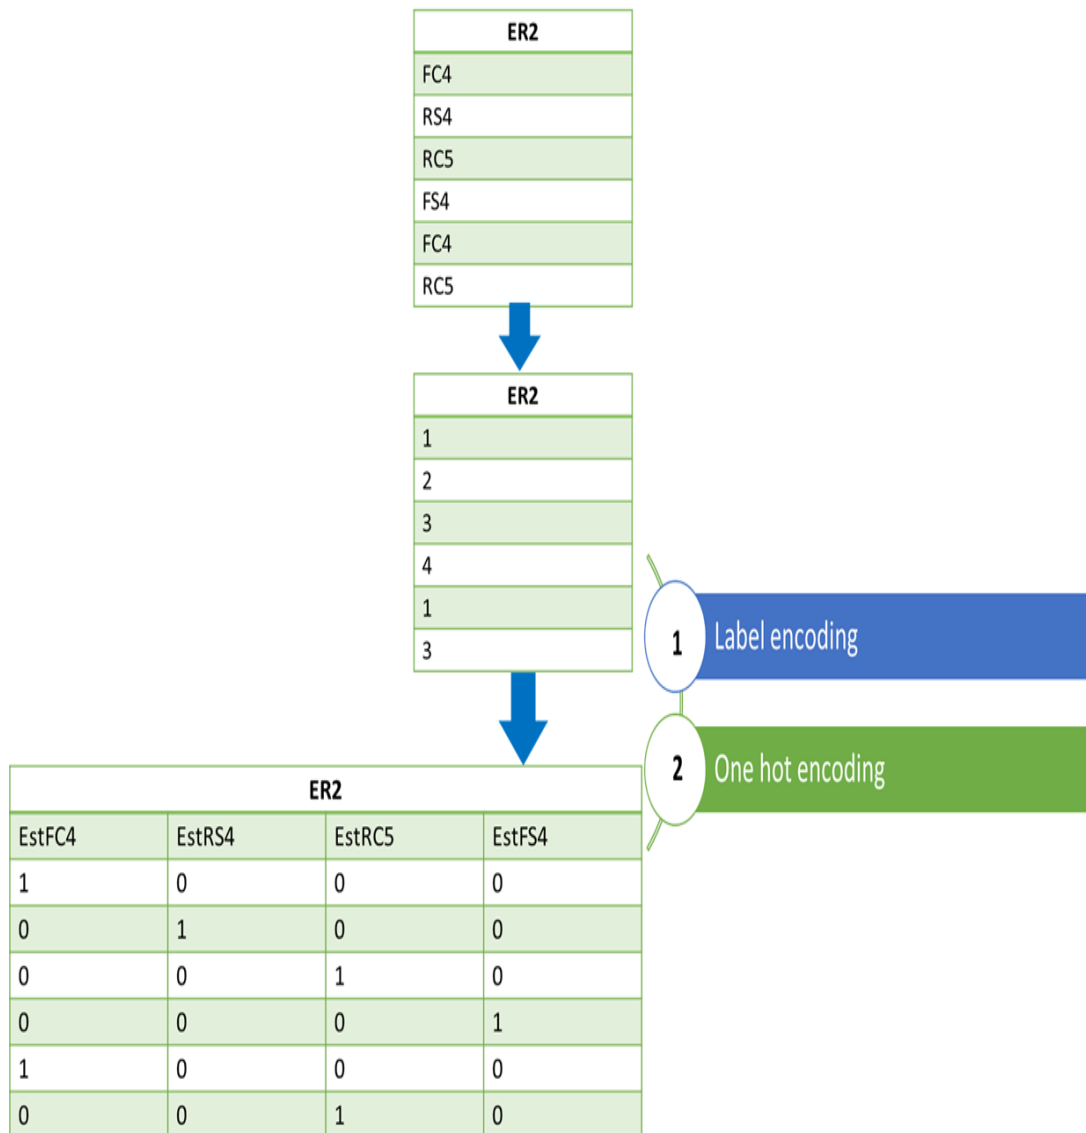 ER2
FC4
RS4
RC5
FS4
FC4
RC5
ER2
1
2
3
4
1
3
1 Label encoding
2 One hot encoding
ER2
EstFC4 EstRS4 EstRC5 EstFS4
1 0 0 0
0 1 0 0
0 0 1 0
0 0 0 1
1 0 0 0
0 0 1 0